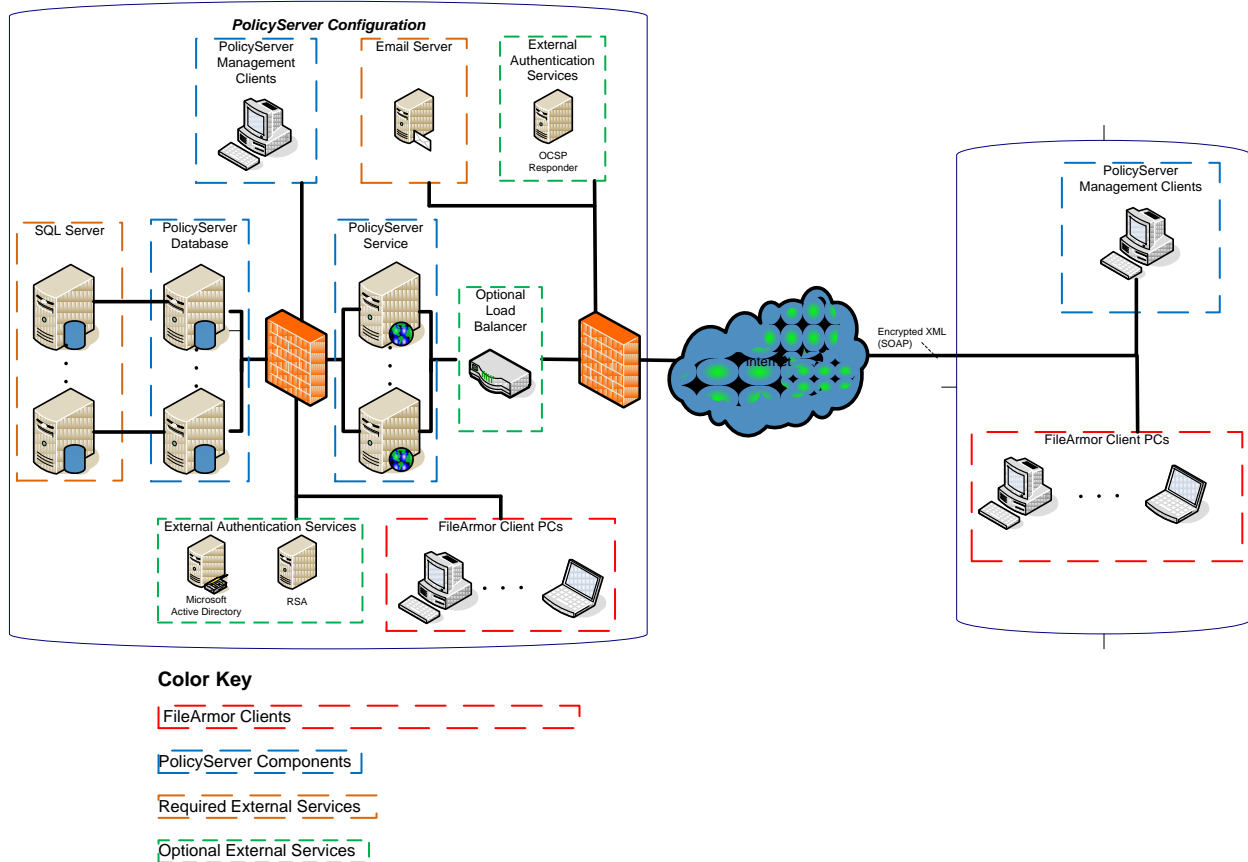 PolicyServer Configuration
PolicyServer
Management
Clients
Email Server
External
Authentication
Services
OCSP
Responder
SQL Server
PolicyServer
Database
PolicyServer
Service
Optional
Load
Balancer
Internet
Encrypted XML
(SOAP)
PolicyServer
Management Clients
FileArmor Client PCs
External Authentication Services
Microsoft
Active Directory
RSA
FileArmor Client PCs
Color Key
FileArmor Clients
PolicyServer Components
Required External Services
Optional External Services